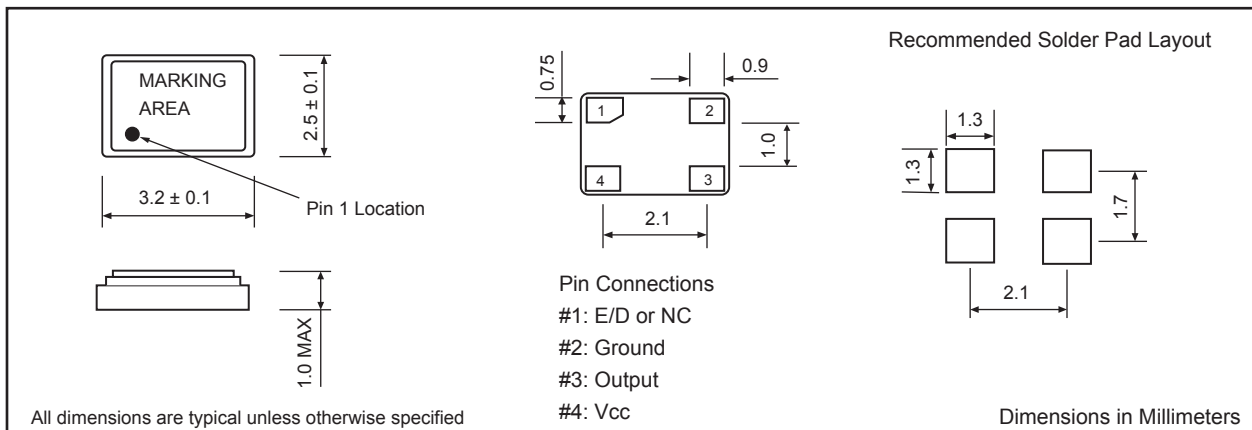 Recommended Solder Pad Layout
MARKING
AREA
2.5 ± 0.1
3.2 ± 0.1
Pin 1 Location
1.0 MAX
All dimensions are typical unless otherwise specified
0.75
0.9
1
2
1.0
4
3
2.1
Pin Connections
#1: E/D or NC
#2: Ground
#3: Output
#4: Vcc
1.3
1.3
1.7
2.1
Dimensions in Millimeters